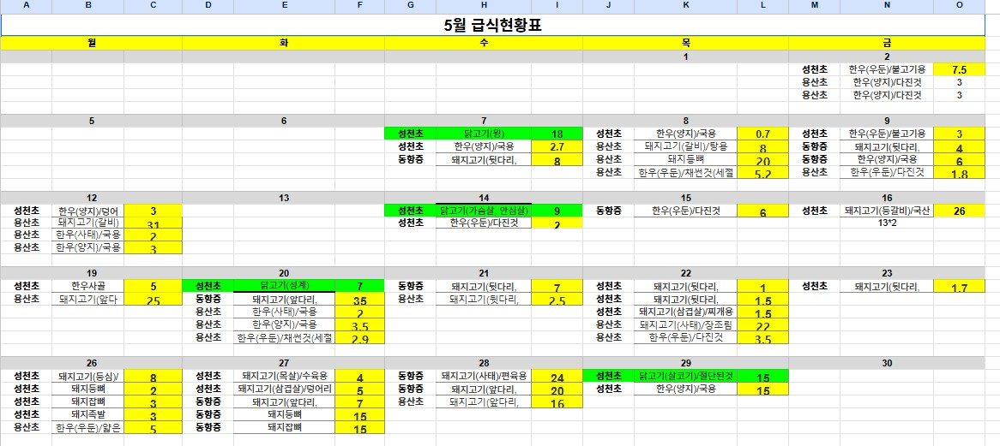 A B C D E F G H I J K L M N O
5월 급식현황표
월 화 수 목 금
1 2
성천초 한우(우둔)/불고기용 7.5
용산초 한우(양지)/다진것 3
용산초 한우(양지)/다진것 3
5 6 7 8 9
성천초 닭고기(윙) 18 성천초 한우(양지)/국용 0.7 성천초 한우(우둔)/불고기용 3
성천초 한우(양지)/국용 2.7 용산초 돼지고기(갈비)/탕용 8 동향중 돼지고기(뒷다리, 4
동향중 돼지고기(뒷다리, 8 용산초 돼지등뼈 20 동향중 한우(양지)/국용 6
용산초 한우(우둔)/채썬것(세절 5.2 용산초 한우(우둔)/다진것 1.8
12 13 14 15 16
성천초 한우(양지)/덩어 3 성천초 닭고기(가슴살, 안심살) 9 동향중 한우(우둔)/다진것 6 성천초 돼지고기(등갈비)/국산 26
용산초 돼지고기(갈비) 31 성천초 한우(우둔)/다진것 2 13*2
용산초 한우(사태)/국용 2
용산초 한우(양지)/국용 3
19 20 21 22 23
성천초 한우사골 5 성천초 닭고기(성계) 7 동향중 돼지고기(뒷다리, 7 성천초 돼지고기(뒷다리, 1 성천초 돼지고기(뒷다리, 1.7
용산초 돼지고기(앞다 25 동향중 돼지고기(앞다리, 35 용산초 돼지고기(뒷다리, 2.5 성천초 돼지고기(뒷다리, 1.5
용산초 한우(사태)/국용 2 성천초 돼지고기(삼겹살)/찌개용 1.5
용산초 한우(양지)/국용 3.5 용산초 돼지고기(사태)/장조림 22
용산초 한우(우둔)/채썬것(세절 2.9 용산초 한우(우둔)/다진것 3.5
26 27 28 29 30
성천초 돼지고기(등심)/ 8 성천초 돼지고기(목살)/수육용 4 동향중 돼지고기(사태)/편육용 24 성천초 닭고기(살코기)/절단된것 15
성천초 돼지등뼈 2 성천초 돼지고기(삼겹살)/덩어리 5 동향중 돼지고기(앞다리, 20 성천초 한우(양지)/국용 15
성천초 돼지잡뼈 3 동향중 돼지고기(앞다리, 7 용산초 돼지고기(앞다리, 16
성천초 돼지족발 3 동향중 돼지등뼈 15
용산초 한우(우둔)/얇은 5 동향중 돼지잡뼈 15